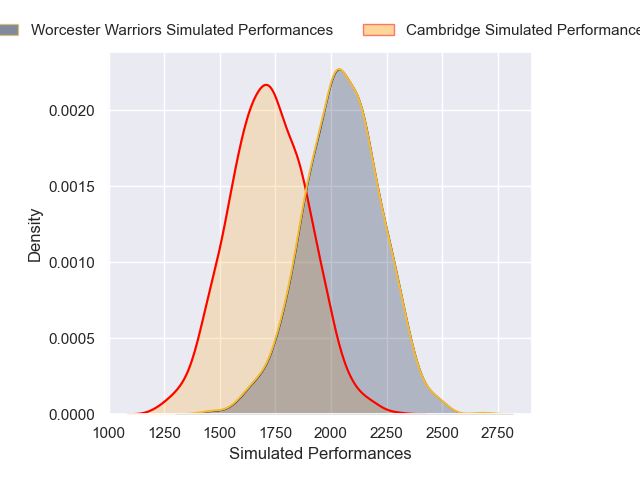 Worcester Warriors Simulated Performances
Cambridge Simulated Performance
0.0020
0.0015
0.0010
0.0005
0.0000
Density
1000 1250 1500 1750 2000 2250 2500 2750
Simulated Performances